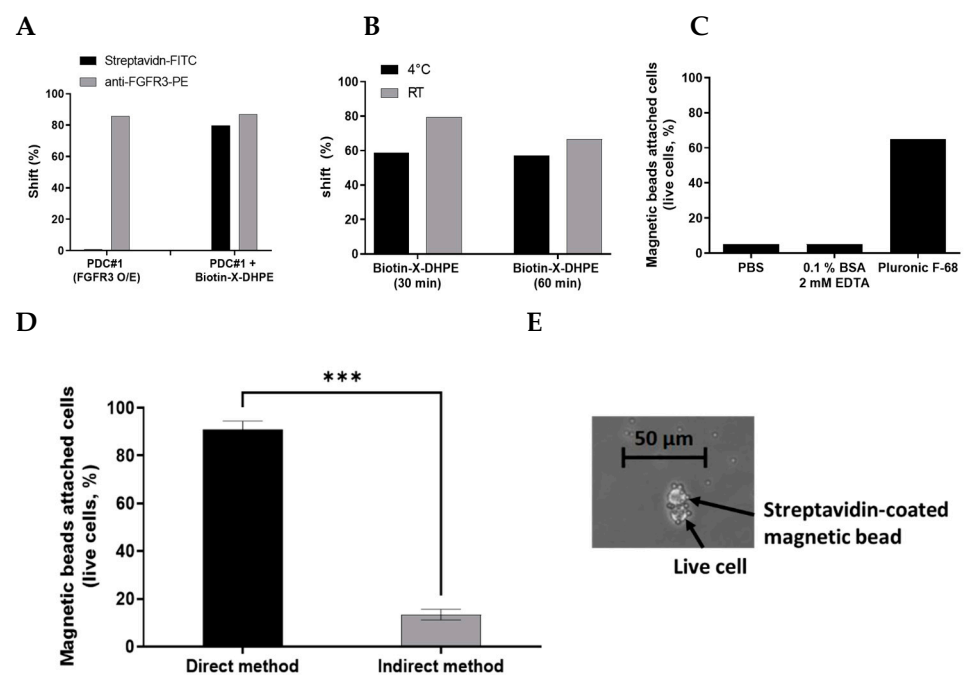 A
Streptavidn-FITC
anti-FGFR3-PE
Shift (%)
100
80
60
40
20
0
PDC#1
(FGFR3 O/E)
PDC#1 +
Biotin-X-DHPE
B
4°C
RT
shift (%)
100
80
60
40
20
0
Biotin-X-DHPE
(30 min)
Biotin-X-DHPE
(60 min)
C
Magnetic beads attached cells
(live cells, %)
100
80
60
40
20
0
PBS
0.1 % BSA
2 mM EDTA
Pluronic F-68
D
Magnetic beads attached cells
(live cells, %)
100
80
60
40
20
0
***
Direct method
Indirect method
E
50 µm
Streptavidin-coated
magnetic bead
Live cell